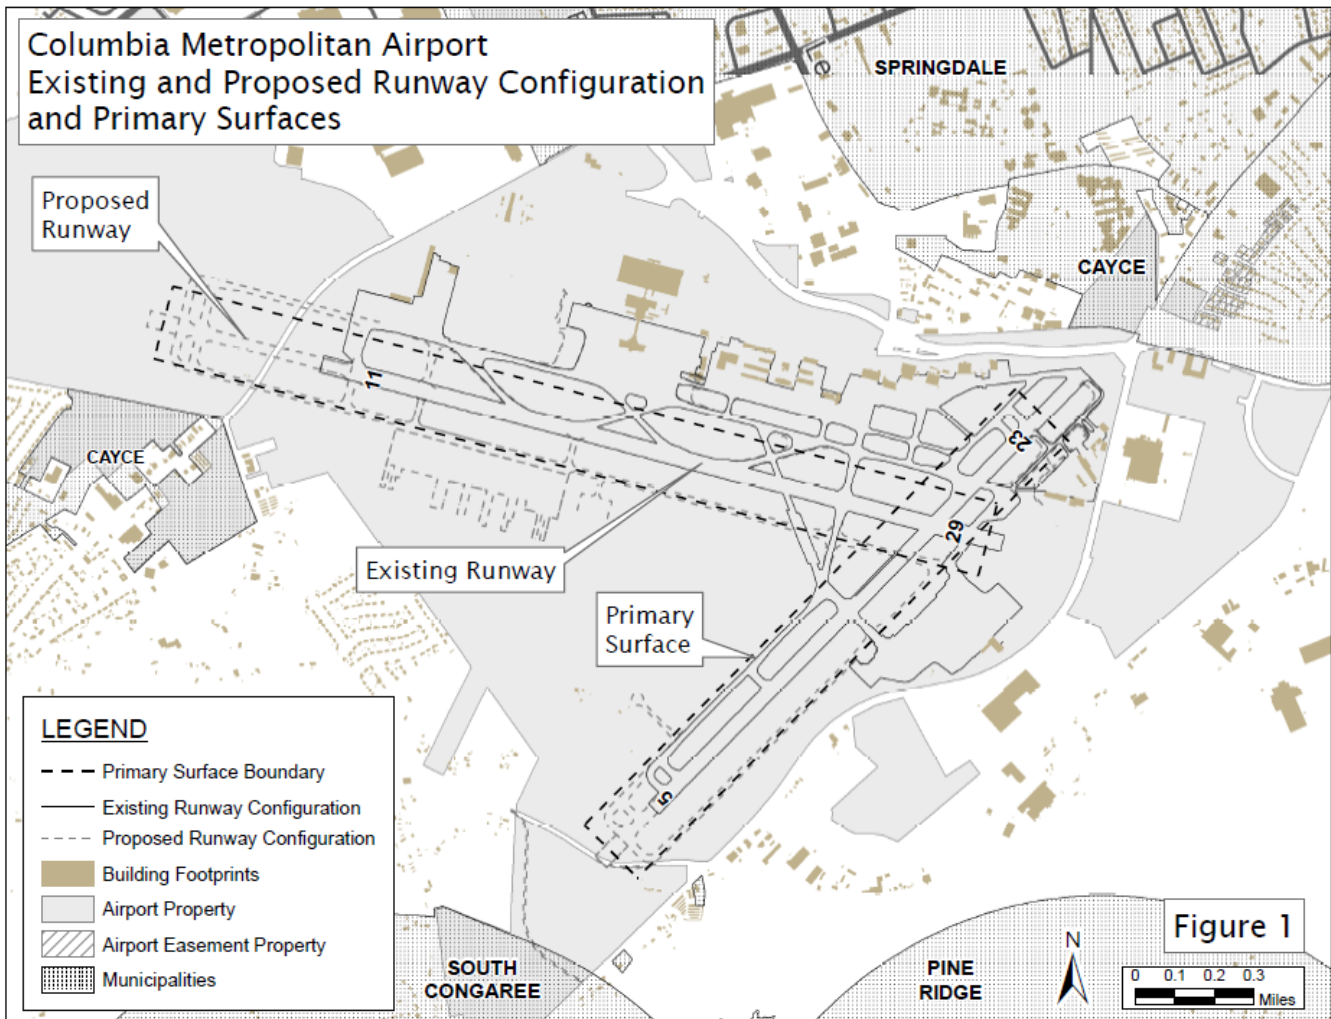 Columbia Metropolitan Airport
Existing and Proposed Runway Configuration
and Primary Surfaces
Le
SPRINGDALE
Proposed
Runway
CAYCE
11
23
CAYCE
29
Existing Runway
Primary
Surface
5
LEGEND
Primary Surface Boundary
Existing Runway Configuration
Proposed Runway Configuration
Building Footprints
Airport Property
Airport Easement Property
Municipalities
SOUTH
CONGAREE
PINE
RIDGE
Figure 1
N
0 0.1 0.2 0.3
Miles